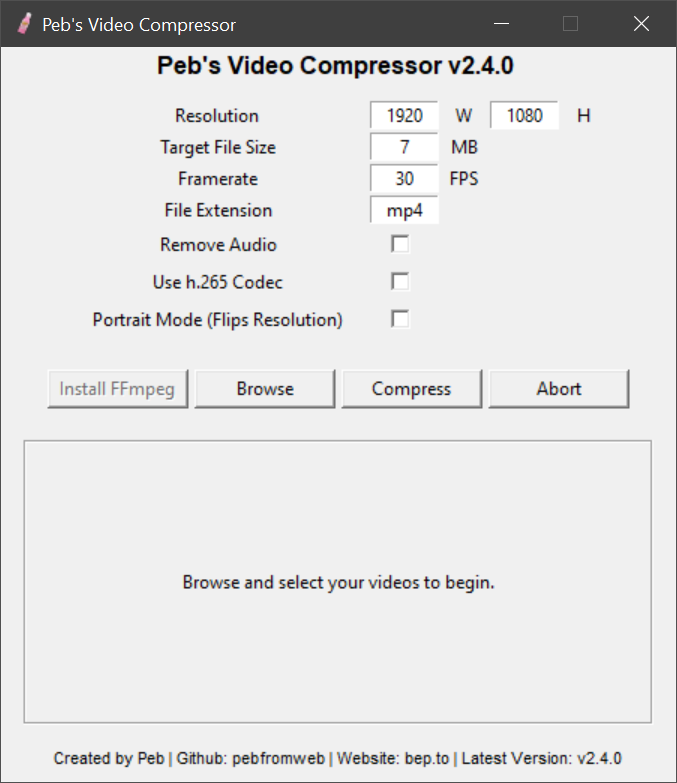 Peb's Video Compressor
Peb's Video Compressor v2.4.0
Resolution 1920 W 1080 H
Target File Size 7 MB
Framerate 30 FPS
File Extension mp4
Remove Audio
Use h.265 Codec
Portrait Mode (Flips Resolution)
Install FFmpeg Browse Compress Abort
Browse and select your videos to begin.
Created by Peb | Github: pebfromweb | Website: bep.to | Latest Version: v2.4.0